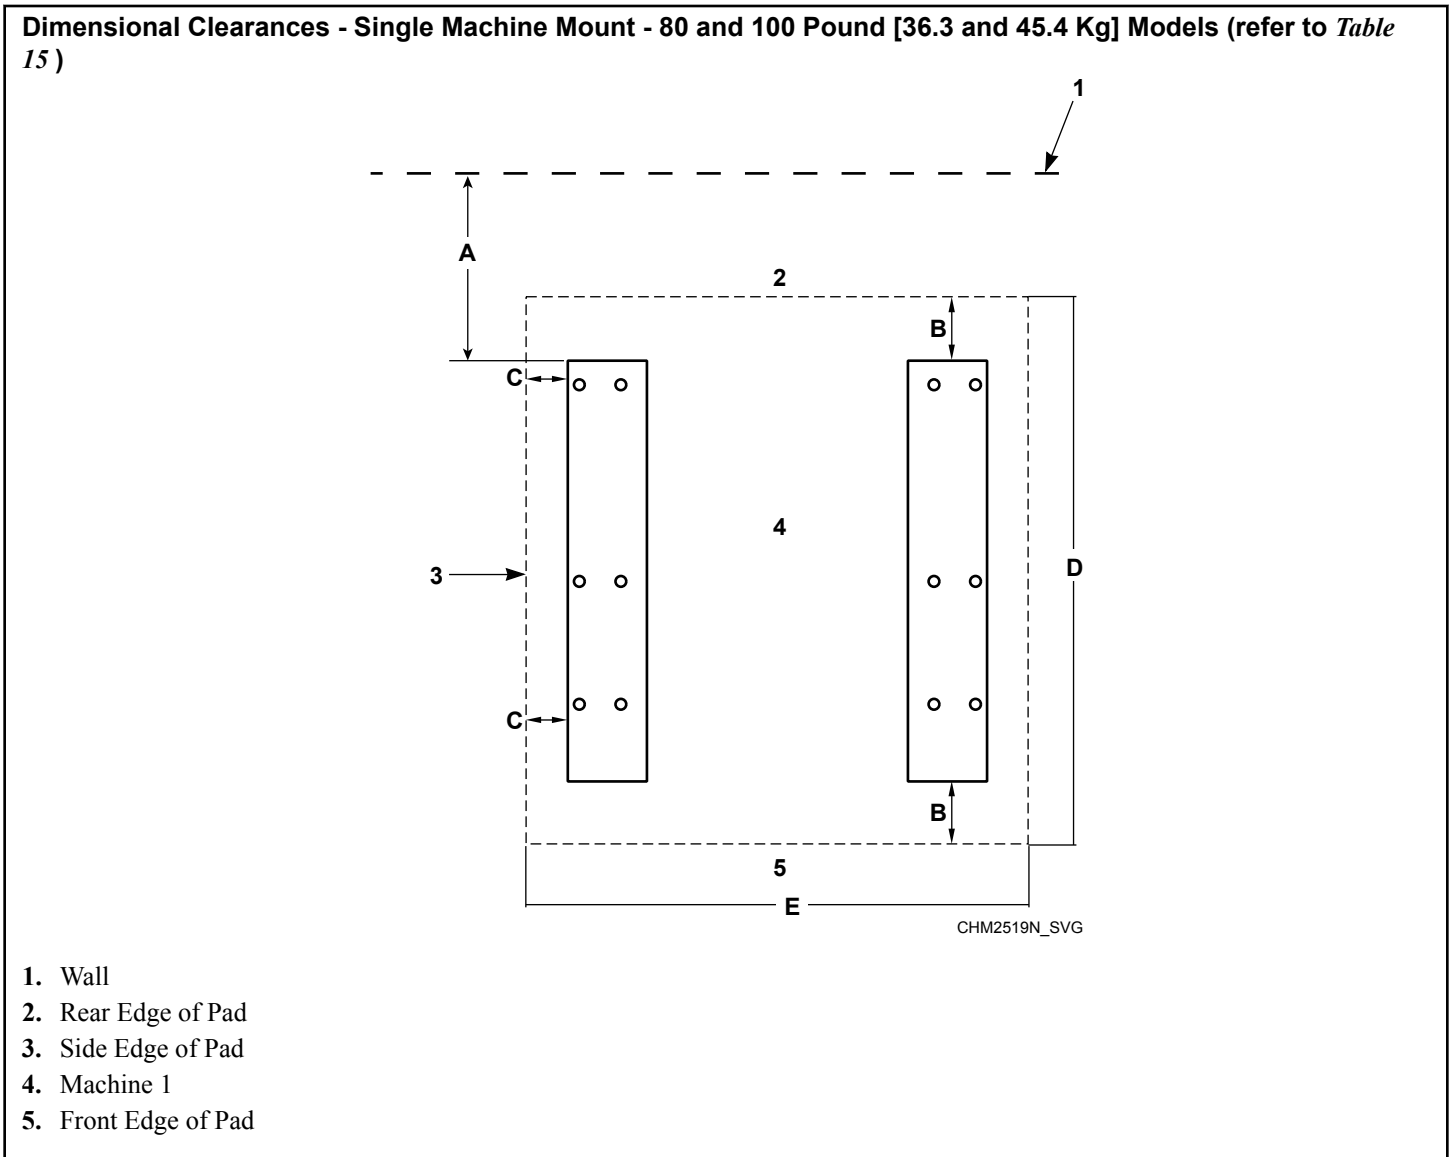 Dimensional Clearances - Single Machine Mount - 80 and 100 Pound [36.3 and 45.4 Kg] Models (refer to Table
15 )
1
A
2
B
C
4
3
D
C
B
5
E
CHM2519N_SVG
1. Wall
2. Rear Edge of Pad
3. Side Edge of Pad
4. Machine 1
5. Front Edge of Pad